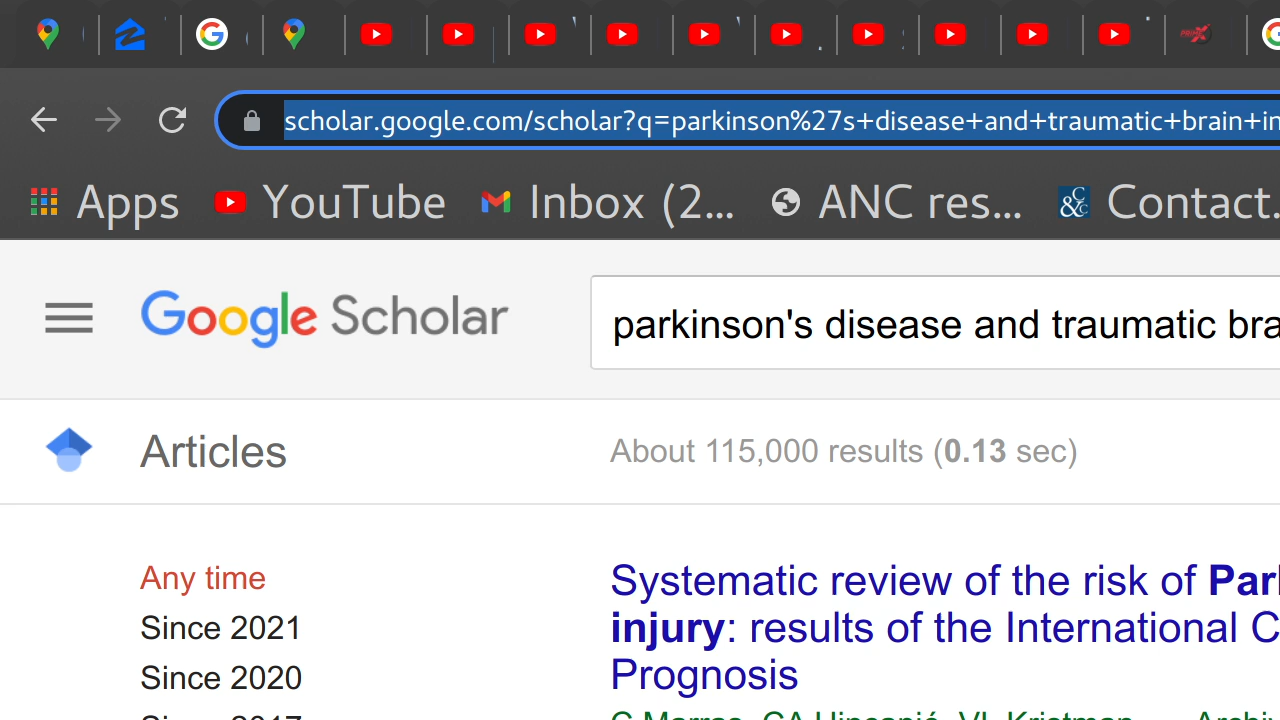 scholar.google.com/scholar?q=parkinson%27s+disease+and+traumatic+brain+in
Apps YouTube Inbox (2... ANC res... Contact.
Google Scholar
parkinson's disease and traumatic bra
Articles
About 115,000 results (0.13 sec)
Any time
Since 2021
Since 2020
Systematic review of the risk of Par
injury: results of the International C
Prognosis